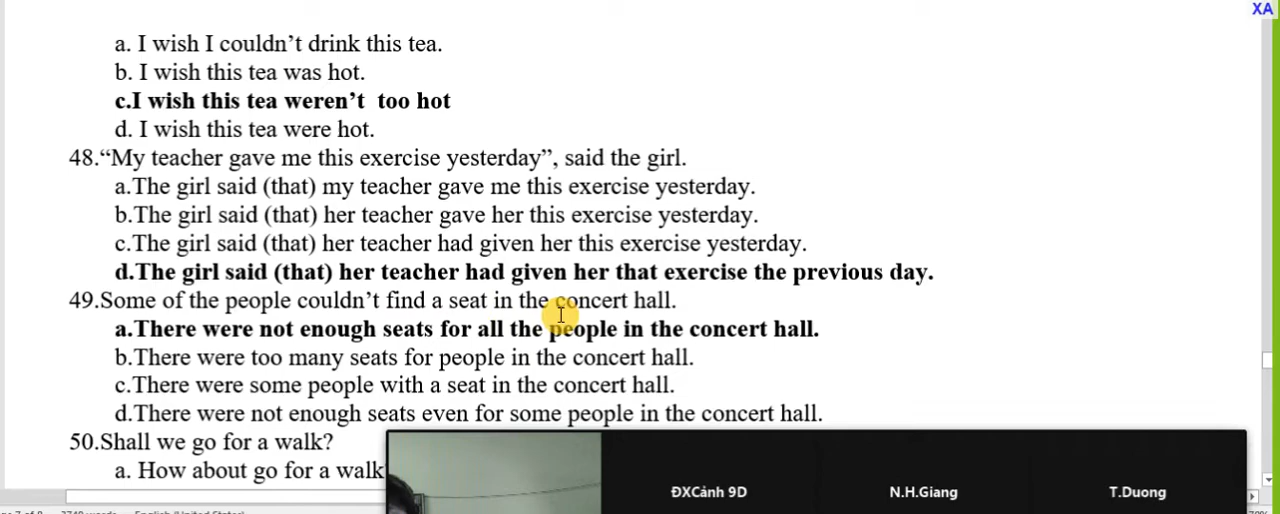 XA
a. I wish I couldn’t drink this tea.
b. I wish this tea was hot.
c.I wish this tea weren’t  too hot
d. I wish this tea were hot.
48.“My teacher gave me this exercise yesterday”, said the girl.
a.The girl said (that) my teacher gave me this exercise yesterday.
b.The girl said (that) her teacher gave her this exercise yesterday.
c.The girl said (that) her teacher had given her this exercise yesterday.
d.The girl said (that) her teacher had given her that exercise the previous day.
49.Some of the people couldn’t find a seat in the concert hall.
a.There were not enough seats for all the people in the concert hall.
b.There were too many seats for people in the concert hall.
c.There were some people with a seat in the concert hall.
d.There were not enough seats even for some people in the concert hall.
50.Shall we go for a walk?
a. How about go for a walk
ĐXCảnh 9D
N.H.Giang
T.Duong